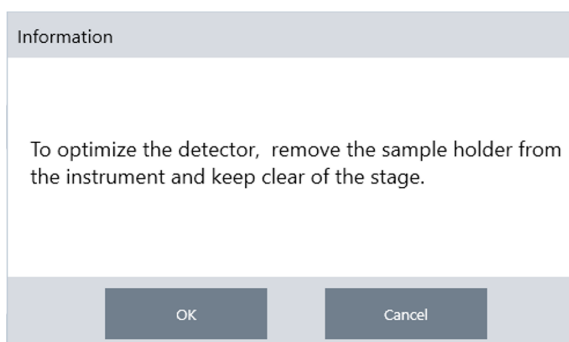 Information
To optimize the detector,  remove the sample holder from
the instrument and keep clear of the stage.
OK
Cancel